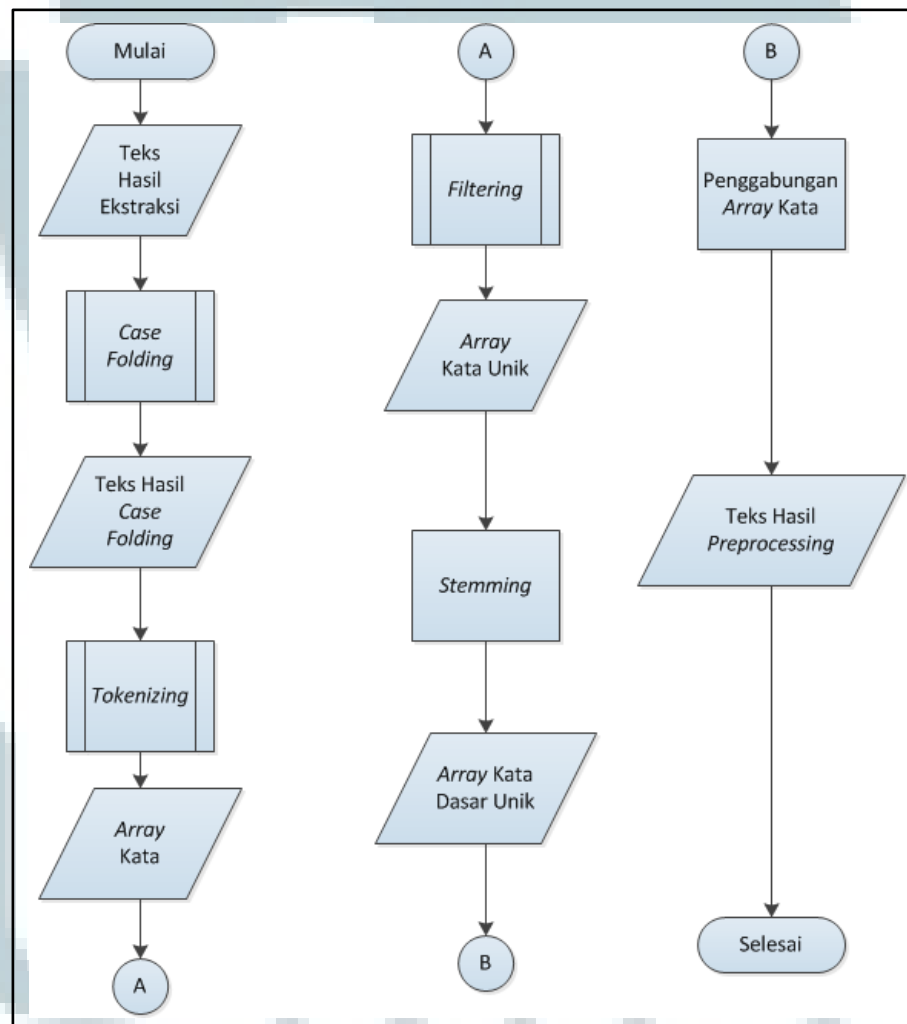 Mulai
Teks
Hasil
Ekstraksi
Case
Folding
Teks Hasil
Case
Folding
Tokenizing
Array
Kata
A
A
Filtering
Array
Kata Unik
Stemming
Array Kata
Dasar Unik
B
B
Penggabungan
Array Kata
Teks Hasil
Preprocessing
Selesai